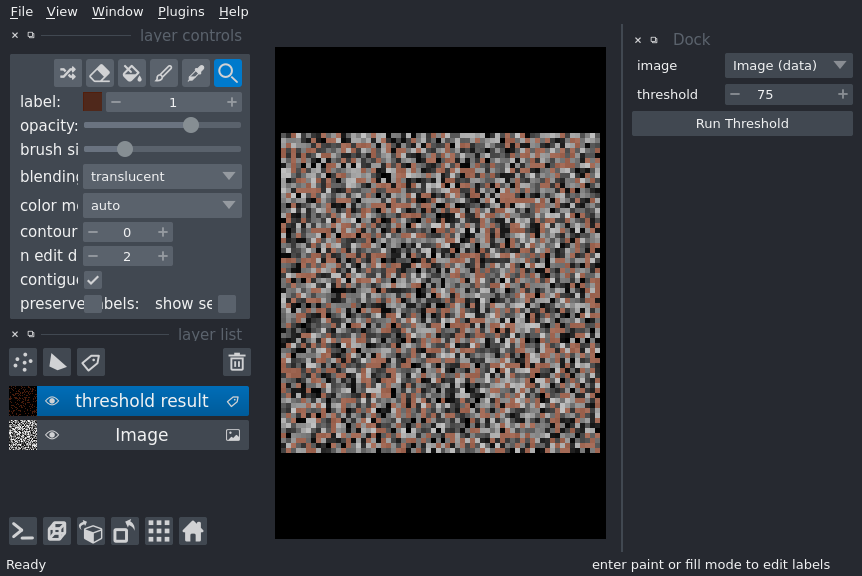 File View Window Plugins Help
layer controls
label: 1
opacity:
brush si
blending translucent
color m auto
contour 0
n edit d 2
contigu
preserve abels: show se
layer list
threshold result
Image
Ready
enter paint or fill mode to edit labels
Dock
image Image (data)
threshold 75
Run Threshold